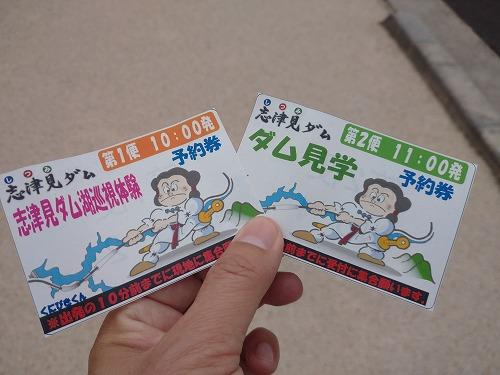 しつみ
志津見ダム
第1便 10:00発
予約券
志津見ダム湖巡視体験
くにびきくん
※出発の10分前までに現地に集合
しつみ
志津見ダム
第2便 11:00発
予約券
ダム見学
前までに受付に集合願います。